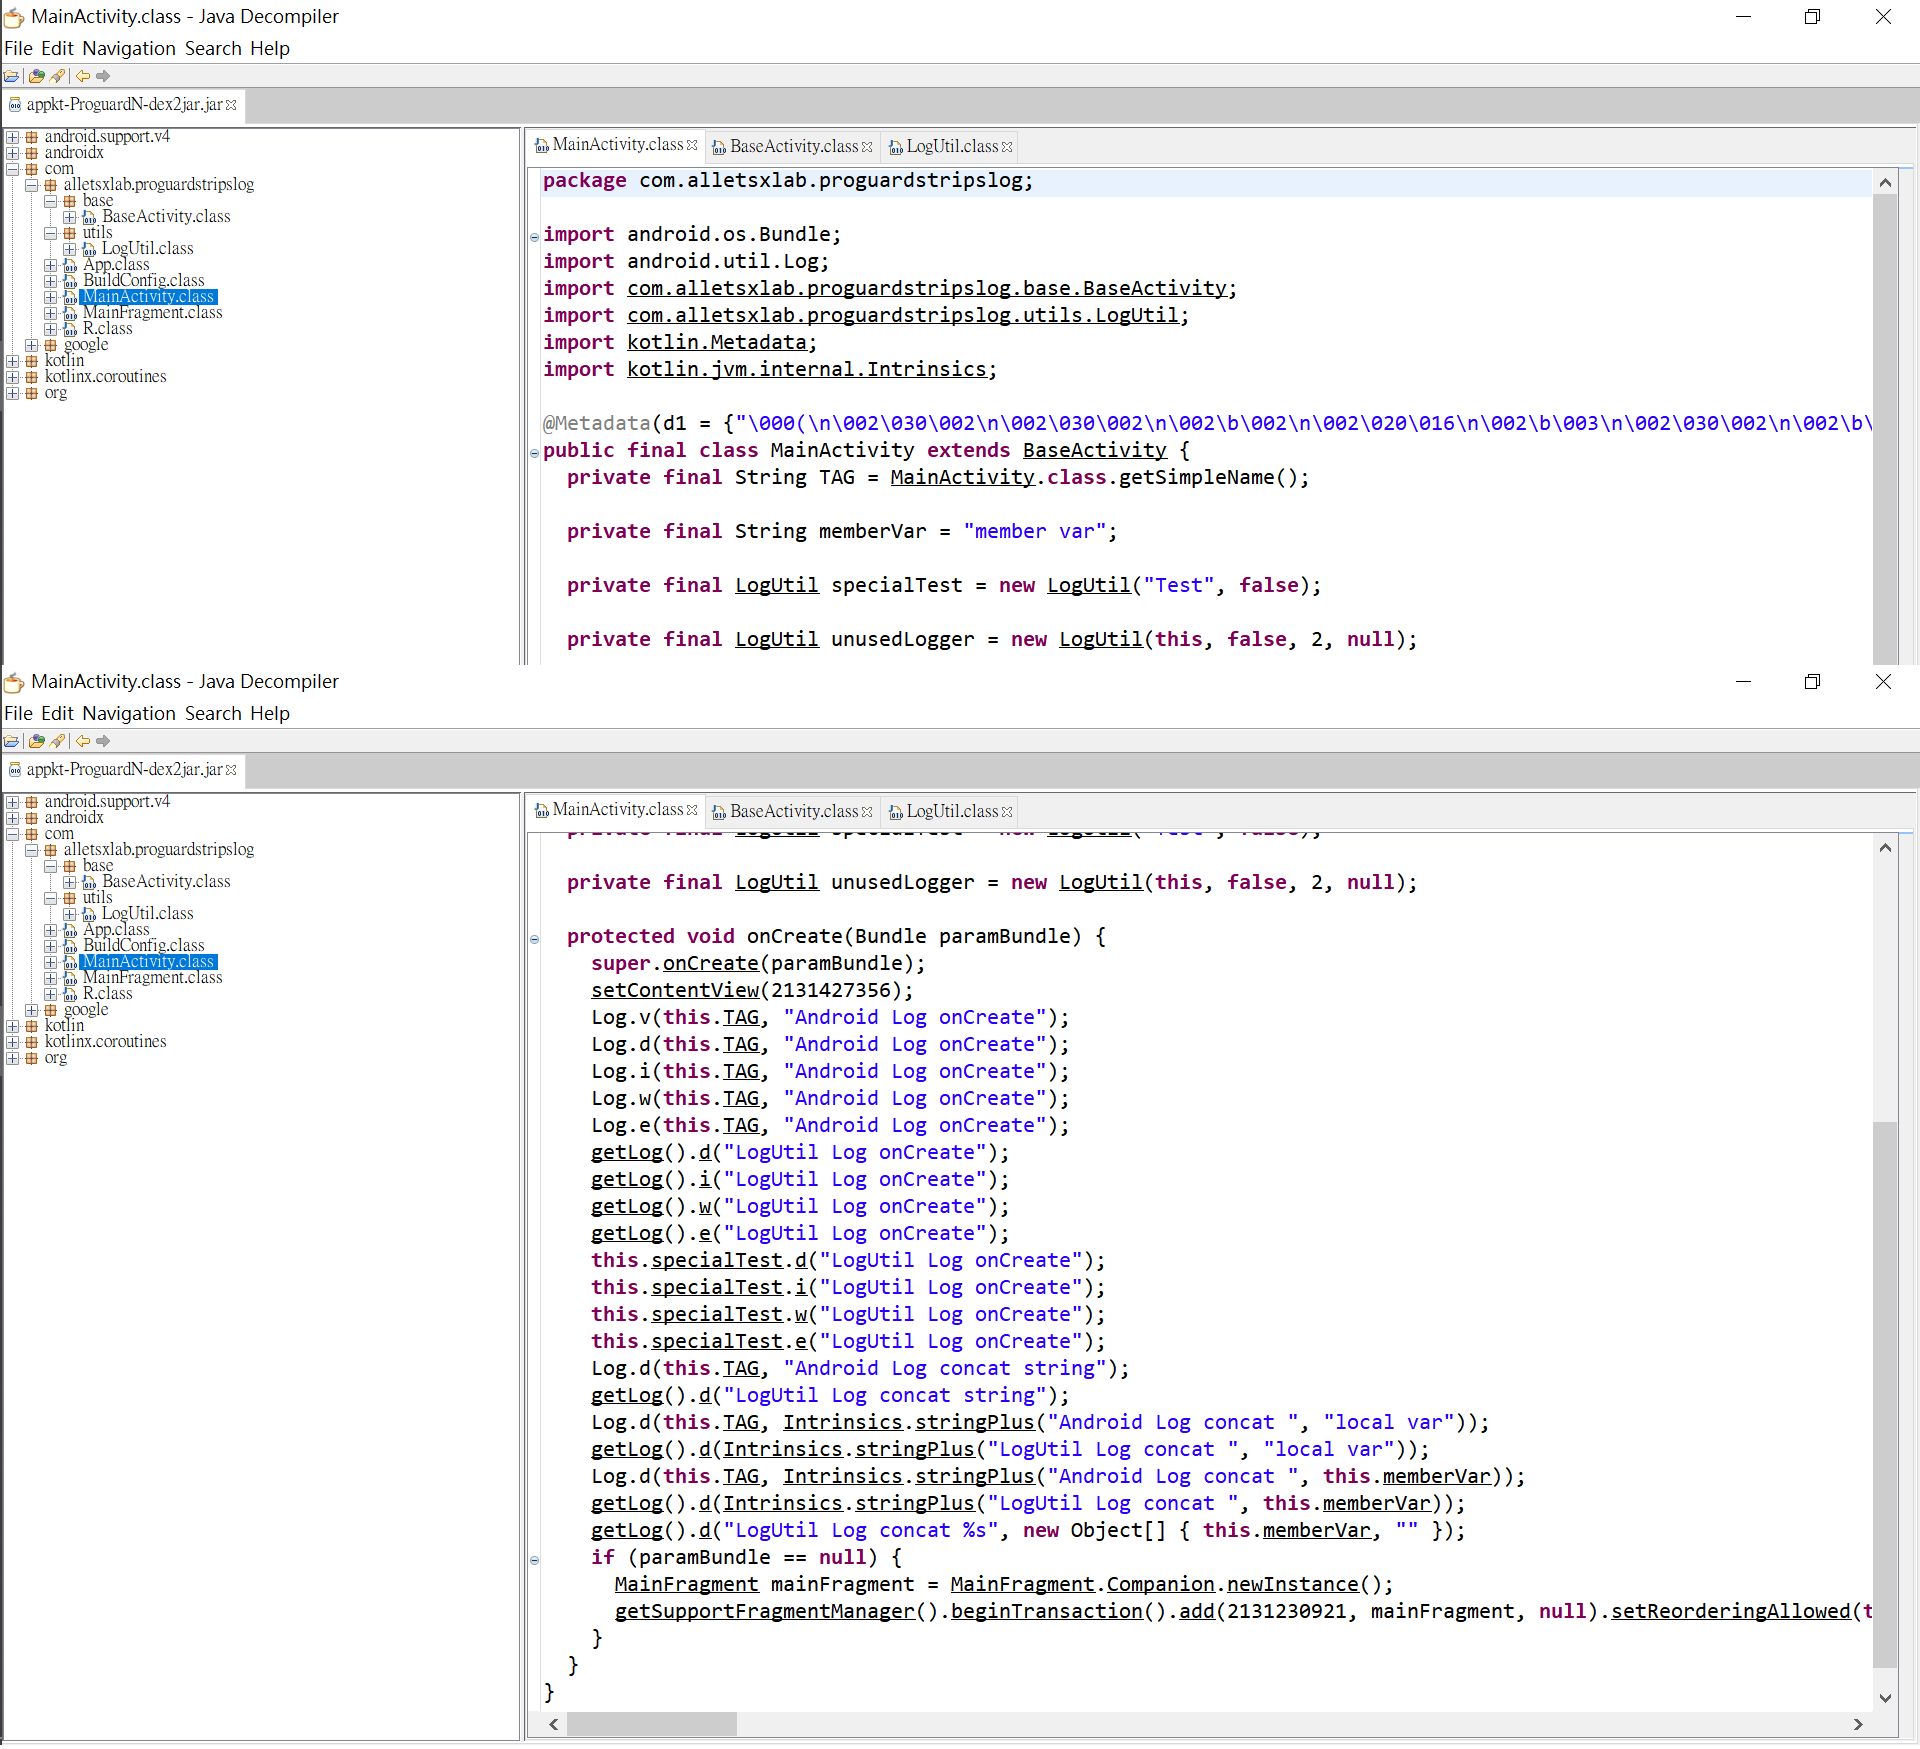 MainActivity.class - Java Decompiler
File Edit Navigation Search Help
appkt-ProguardN-dex2jar.jar
android.support.v4
androidx
com
alletsxlab.proguardstripslog
base
BaseActivity.class
utils
LogUtil.class
App.class
BuildConfig.class
MainActivity.class
MainFragment.class
R.class
google
kotlin
kotlinx.coroutines
org
MainActivity.class BaseActivity.class LogUtil.class
package com.alletsxlab.proguardstripslog;
import android.os.Bundle;
import android.util.Log;
import com.alletsxlab.proguardstripslog.base.BaseActivity;
import com.alletsxlab.proguardstripslog.utils.LogUtil;
import kotlin.Metadata;
import kotlin.jvm.internal.Intrinsics;
@Metadata(d1 = {"\000(\n\002\030\002\n\002\030\002\n\002\b\002\n\002\020\016\n\002\b\003\n\002\030\002\n\002\b\
public final class MainActivity extends BaseActivity {
private final String TAG = MainActivity.class.getSimpleName();
private final String memberVar = "member var";
private final LogUtil specialTest = new LogUtil("Test", false);
private final LogUtil unusedLogger = new LogUtil(this, false, 2, null);
MainActivity.class - Java Decompiler
File Edit Navigation Search Help
appkt-ProguardN-dex2jar.jar
android.support.v4
androidx
com
alletsxlab.proguardstripslog
base
BaseActivity.class
utils
LogUtil.class
App.class
BuildConfig.class
MainActivity.class
MainFragment.class
R.class
google
kotlin
kotlinx.coroutines
org
MainActivity.class BaseActivity.class LogUtil.class
private final LogUtil specialTest = new LogUtil("Test", false);
private final LogUtil unusedLogger = new LogUtil(this, false, 2, null);
protected void onCreate(Bundle paramBundle) {
super.onCreate(paramBundle);
setContentView(2131427356);
Log.v(this.TAG, "Android Log onCreate");
Log.d(this.TAG, "Android Log onCreate");
Log.i(this.TAG, "Android Log onCreate");
Log.w(this.TAG, "Android Log onCreate");
Log.e(this.TAG, "Android Log onCreate");
getLog().d("LogUtil Log onCreate");
getLog().i("LogUtil Log onCreate");
getLog().w("LogUtil Log onCreate");
getLog().e("LogUtil Log onCreate");
this.specialTest.d("LogUtil Log onCreate");
this.specialTest.i("LogUtil Log onCreate");
this.specialTest.w("LogUtil Log onCreate");
this.specialTest.e("LogUtil Log onCreate");
Log.d(this.TAG, "Android Log concat string");
getLog().d("LogUtil Log concat string");
Log.d(this.TAG, Intrinsics.stringPlus("Android Log concat ", "local var"));
getLog().d(Intrinsics.stringPlus("LogUtil Log concat ", "local var"));
Log.d(this.TAG, Intrinsics.stringPlus("Android Log concat ", this.memberVar));
getLog().d(Intrinsics.stringPlus("LogUtil Log concat ", this.memberVar));
getLog().d("LogUtil Log concat %s", new Object[] { this.memberVar, "" });
if (paramBundle == null) {
MainFragment mainFragment = MainFragment.Companion.newInstance();
getSupportFragmentManager().beginTransaction().add(2131230921, mainFragment, null).setReorderingAllowed(t
}
}
}